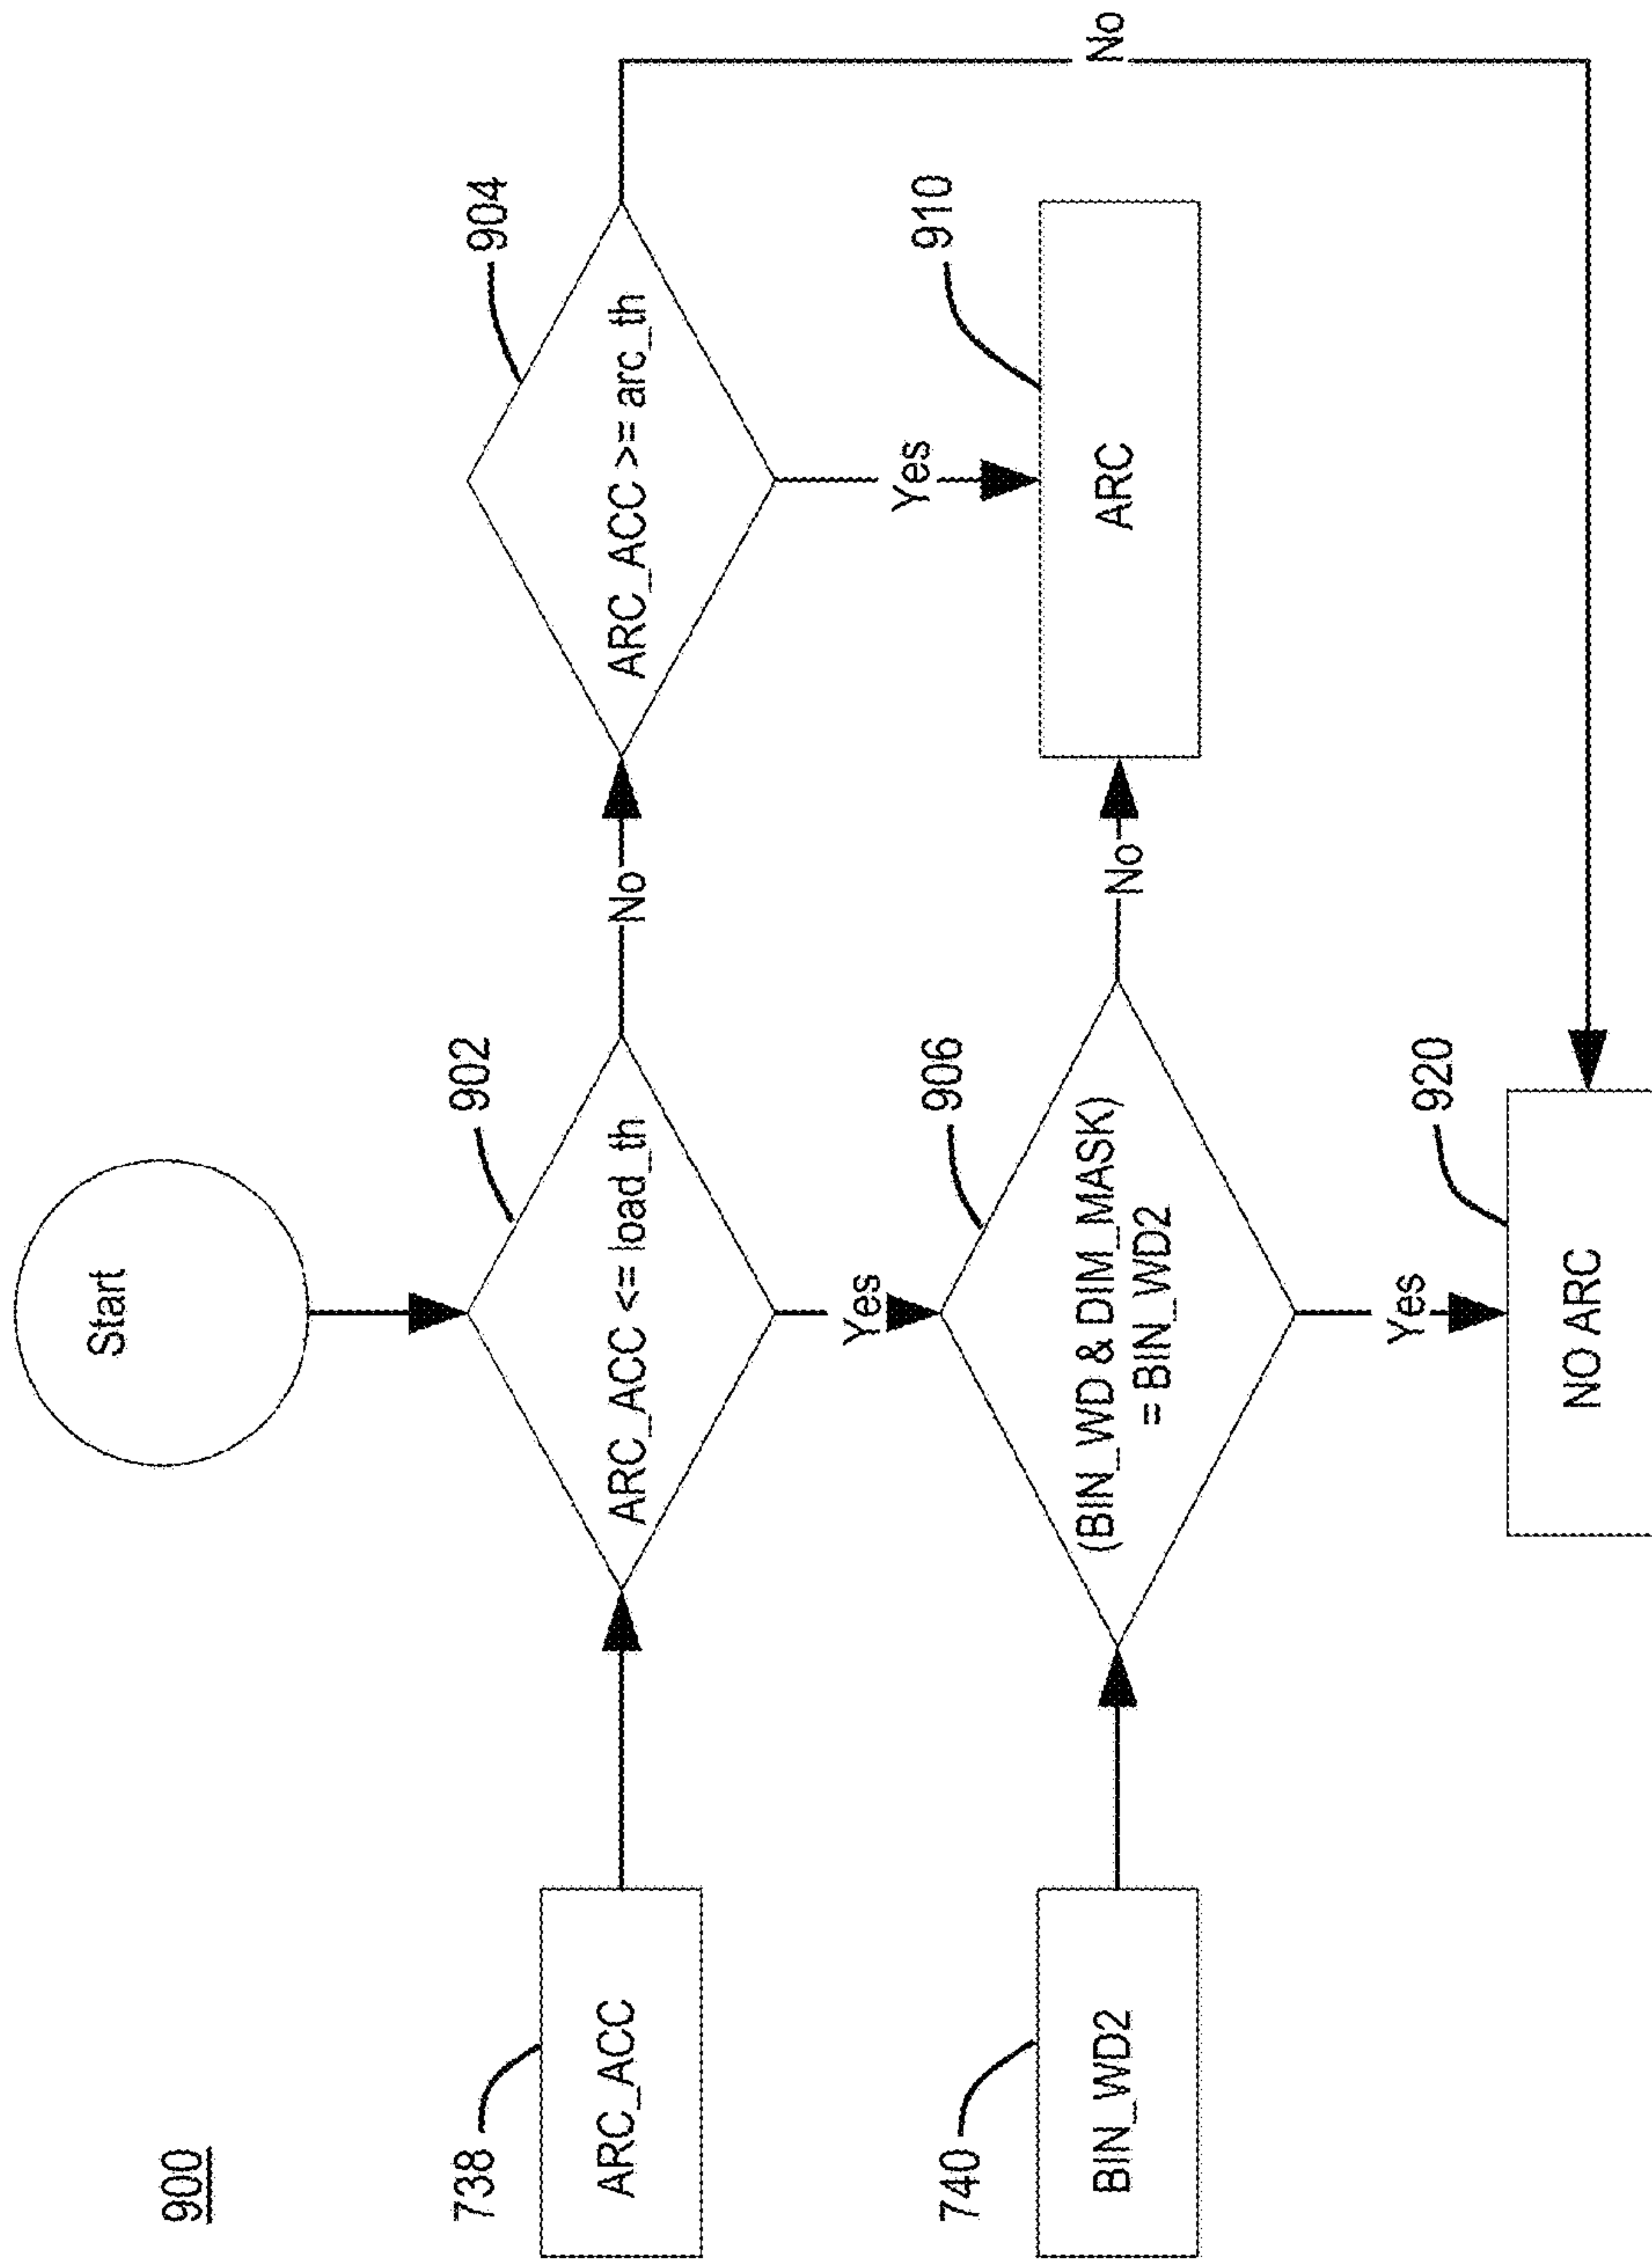 900
Start
738
ARC_ACC
902
ARC_ACC <= load_th
No
904
ARC_ACC >= arc_th
No
Yes
Yes
740
BIN_WD2
906
(BIN_WD & DIM_MASK)
= BIN_WD2
No
910
ARC
Yes
920
NO ARC